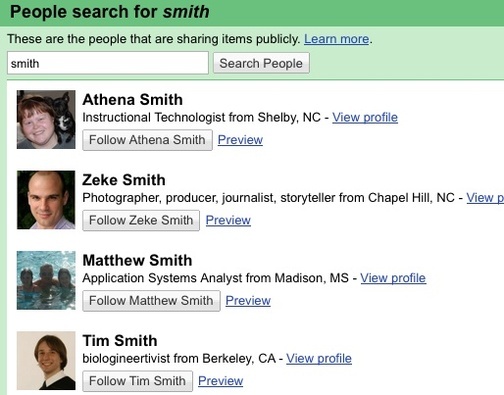 People search for smith
These are the people that are sharing items publicly. Learn more.
smith Search People
Athena Smith
Instructional Technologist from Shelby, NC - View profile
Follow Athena Smith Preview
Zeke Smith
Photographer, producer, journalist, storyteller from Chapel Hill, NC - View p
Follow Zeke Smith Preview
Matthew Smith
Application Systems Analyst from Madison, MS - View profile
Follow Matthew Smith Preview
Tim Smith
biologineertivist from Berkeley, CA - View profile
Follow Tim Smith Preview